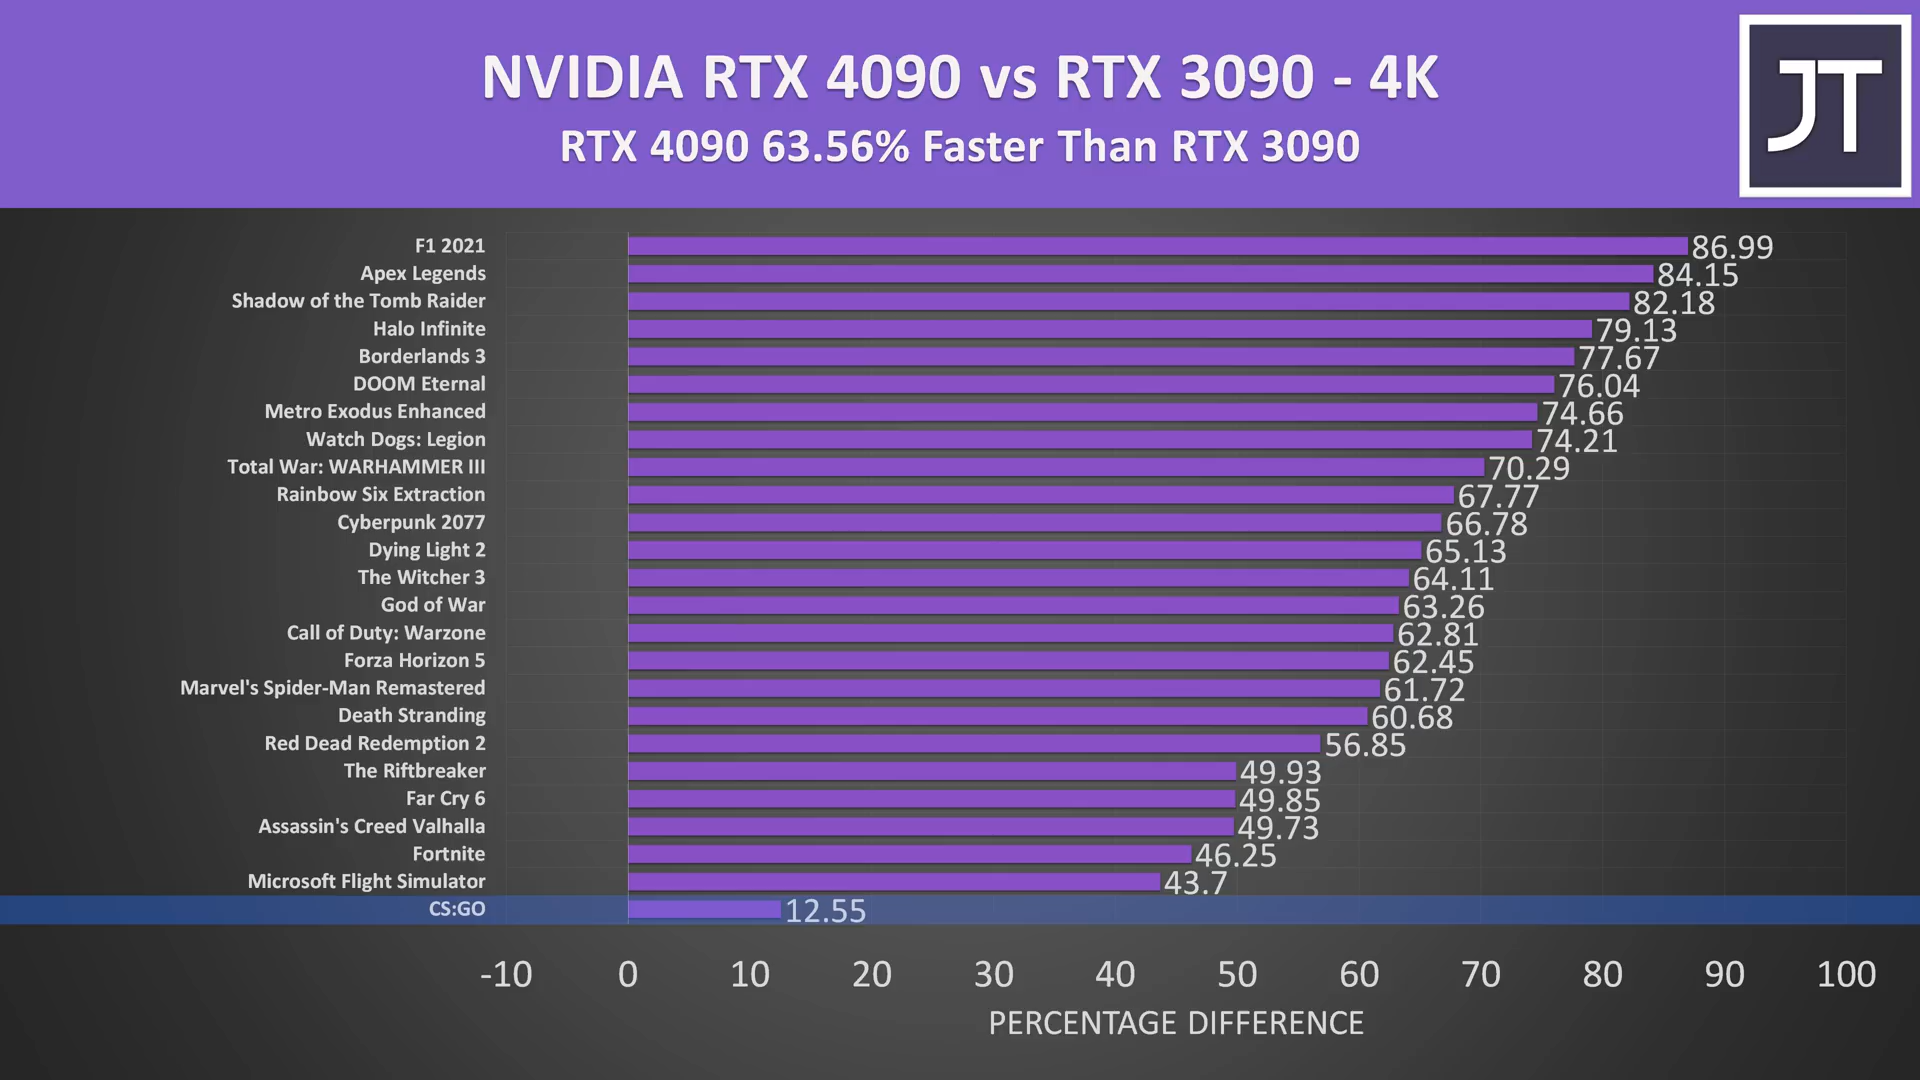 NVIDIA RTX 4090 vs RTX 3090 - 4K
RTX 4090 63.56% Faster Than RTX 3090
JT
F1 2021 86.99
Apex Legends 84.15
Shadow of the Tomb Raider 82.18
Halo Infinite 79.13
Borderlands 3 77.67
DOOM Eternal 76.04
Metro Exodus Enhanced 74.66
Watch Dogs: Legion 74.21
Total War: WARHAMMER III 70.29
Rainbow Six Extraction 67.77
Cyberpunk 2077 66.78
Dying Light 2 65.13
The Witcher 3 64.11
God of War 63.26
Call of Duty: Warzone 62.81
Forza Horizon 5 62.45
Marvel's Spider-Man Remastered 61.72
Death Stranding 60.68
Red Dead Redemption 2 56.85
The Riftbreaker 49.93
Far Cry 6 49.85
Assassin's Creed Valhalla 49.73
Fortnite 46.25
Microsoft Flight Simulator 43.7
CS:GO 12.55
-10 0 10 20 30 40 50 60 70 80 90 100
PERCENTAGE DIFFERENCE